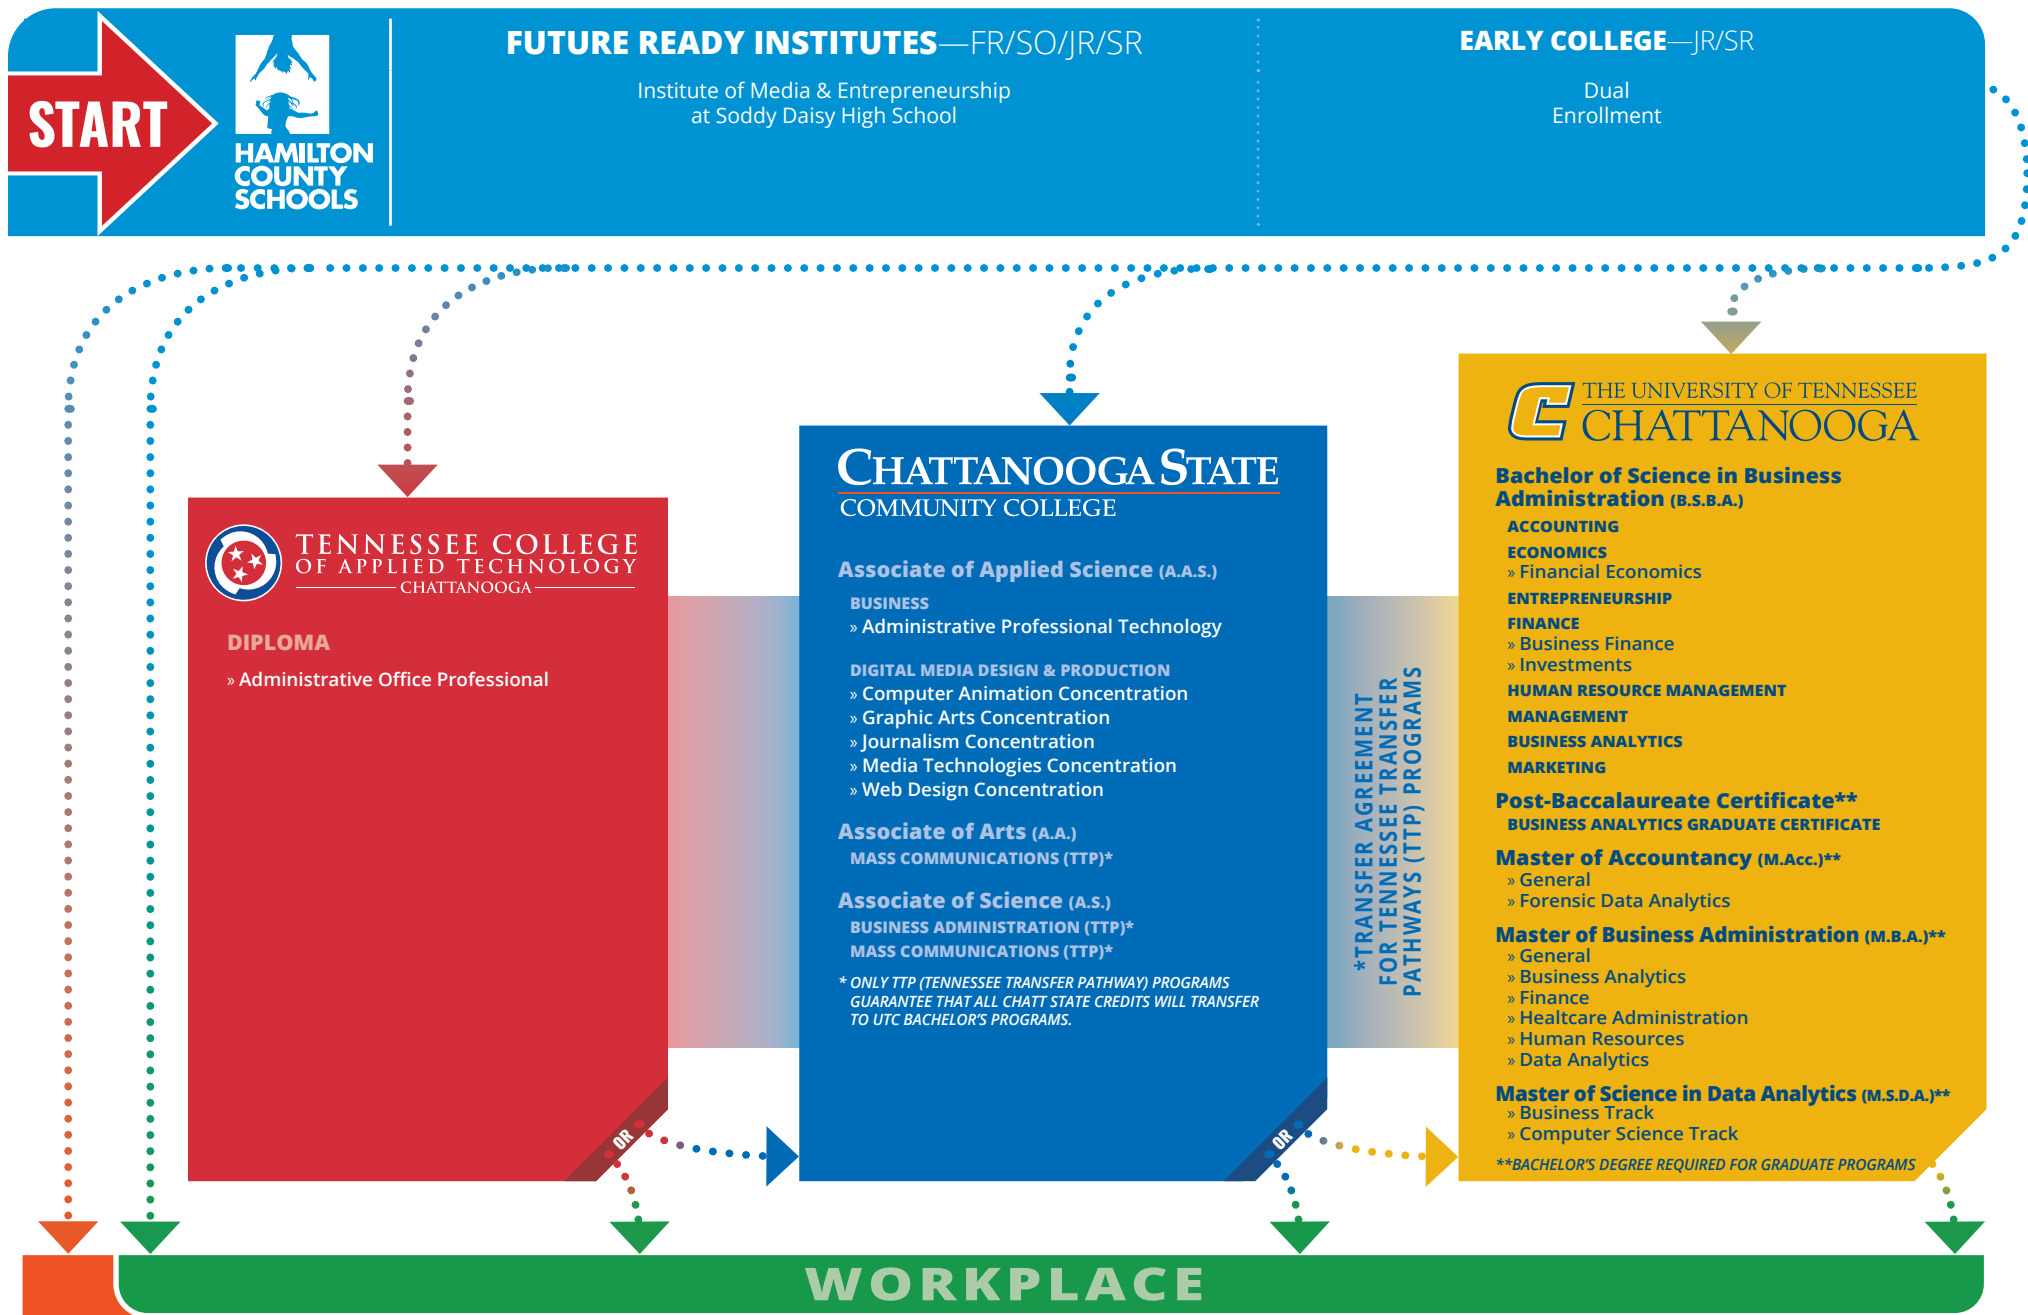 START
HAMILTON
COUNTY
SCHOOLS
FUTURE READY INSTITUTES—FR/SO/JR/SR
Institute of Media & Entrepreneurship
at Soddy Daisy High School
EARLY COLLEGE—JR/SR
Dual
Enrollment
TENNESSEE COLLEGE
OF APPLIED TECHNOLOGY
CHATTANOOGA
DIPLOMA
» Administrative Office Professional
OR
CHATTANOOGA STATE
COMMUNITY COLLEGE
Associate of Applied Science (A.A.S.)
BUSINESS
» Administrative Professional Technology
DIGITAL MEDIA DESIGN & PRODUCTION
» Computer Animation Concentration
» Graphic Arts Concentration
» Journalism Concentration
» Media Technologies Concentration
» Web Design Concentration
Associate of Arts (A.A.)
MASS COMMUNICATIONS (TTP)*
Associate of Science (A.S.)
BUSINESS ADMINISTRATION (TTP)*
MASS COMMUNICATIONS (TTP)*
* ONLY TTP (TENNESSEE TRANSFER PATHWAY) PROGRAMS
GUARANTEE THAT ALL CHATT STATE CREDITS WILL TRANSFER
TO UTC BACHELOR'S PROGRAMS.
OR
*TRANSFER AGREEMENT
FOR TENNESSEE TRANSFER
PATHWAYS (TTP) PROGRAMS
C THE UNIVERSITY OF TENNESSEE
CHATTANOOGA
Bachelor of Science in Business
Administration (B.S.B.A.)
ACCOUNTING
ECONOMICS
» Financial Economics
ENTREPRENEURSHIP
FINANCE
» Business Finance
» Investments
HUMAN RESOURCE MANAGEMENT
MANAGEMENT
BUSINESS ANALYTICS
MARKETING
Post-Baccalaureate Certificate**
BUSINESS ANALYTICS GRADUATE CERTIFICATE
Master of Accountancy (M.Acc.)**
» General
» Forensic Data Analytics
Master of Business Administration (M.B.A.)**
» General
» Business Analytics
» Finance
» Healtcare Administration
» Human Resources
» Data Analytics
Master of Science in Data Analytics (M.S.D.A.)**
» Business Track
» Computer Science Track
**BACHELOR'S DEGREE REQUIRED FOR GRADUATE PROGRAMS
WORKPLACE